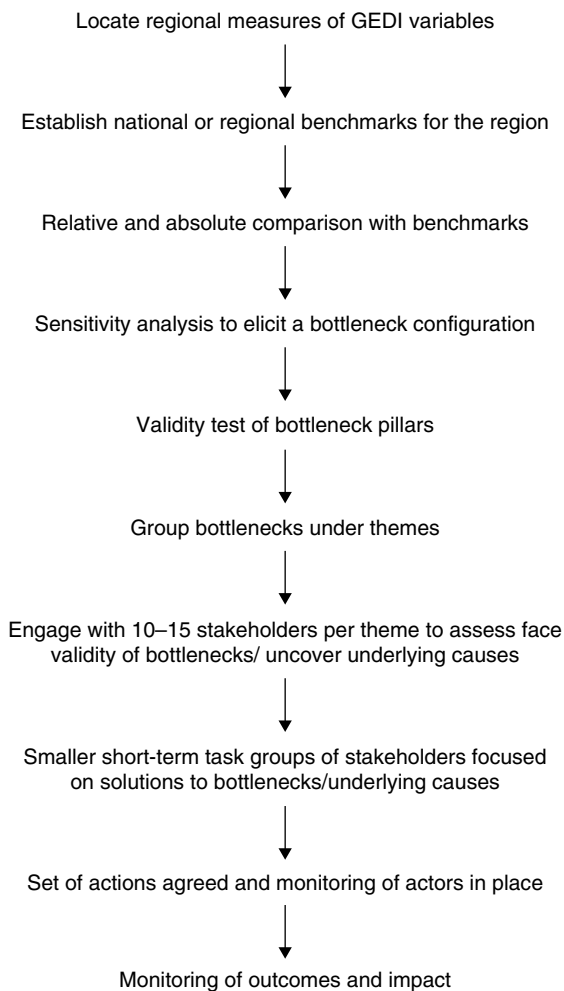 Locate regional measures of GEDI variables
Establish national or regional benchmarks for the region
Relative and absolute comparison with benchmarks
Sensitivity analysis to elicit a bottleneck configuration
Validity test of bottleneck pillars
Group bottlenecks under themes
Engage with 10–15 stakeholders per theme to assess face
validity of bottlenecks/ uncover underlying causes
Smaller short-term task groups of stakeholders focused
on solutions to bottlenecks/underlying causes
Set of actions agreed and monitoring of actors in place
Monitoring of outcomes and impact